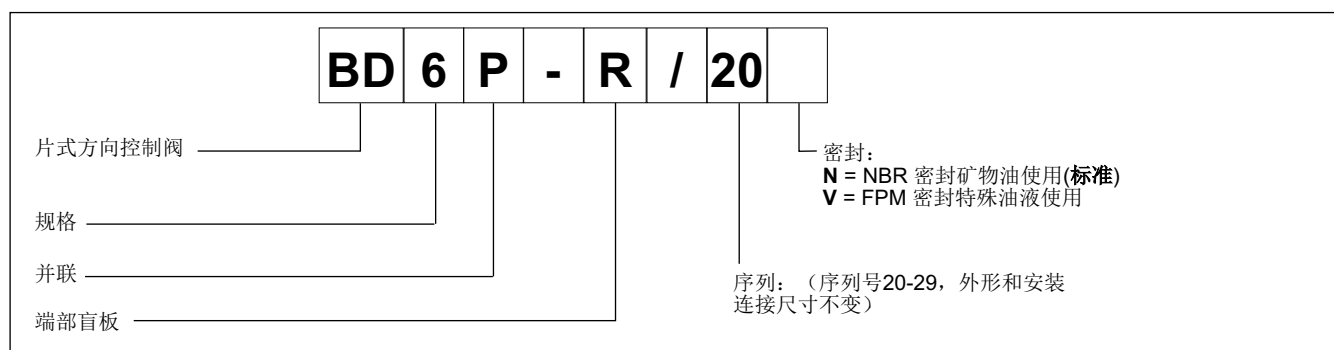 BD 6 P - R / 20
片式方向控制阀
规格
并联
端部盲板
密封：
N = NBR 密封矿物油使用(标准)
V = FPM 密封特殊油液使用
序列：（序列号20-29，外形和安装
连接尺寸不变）